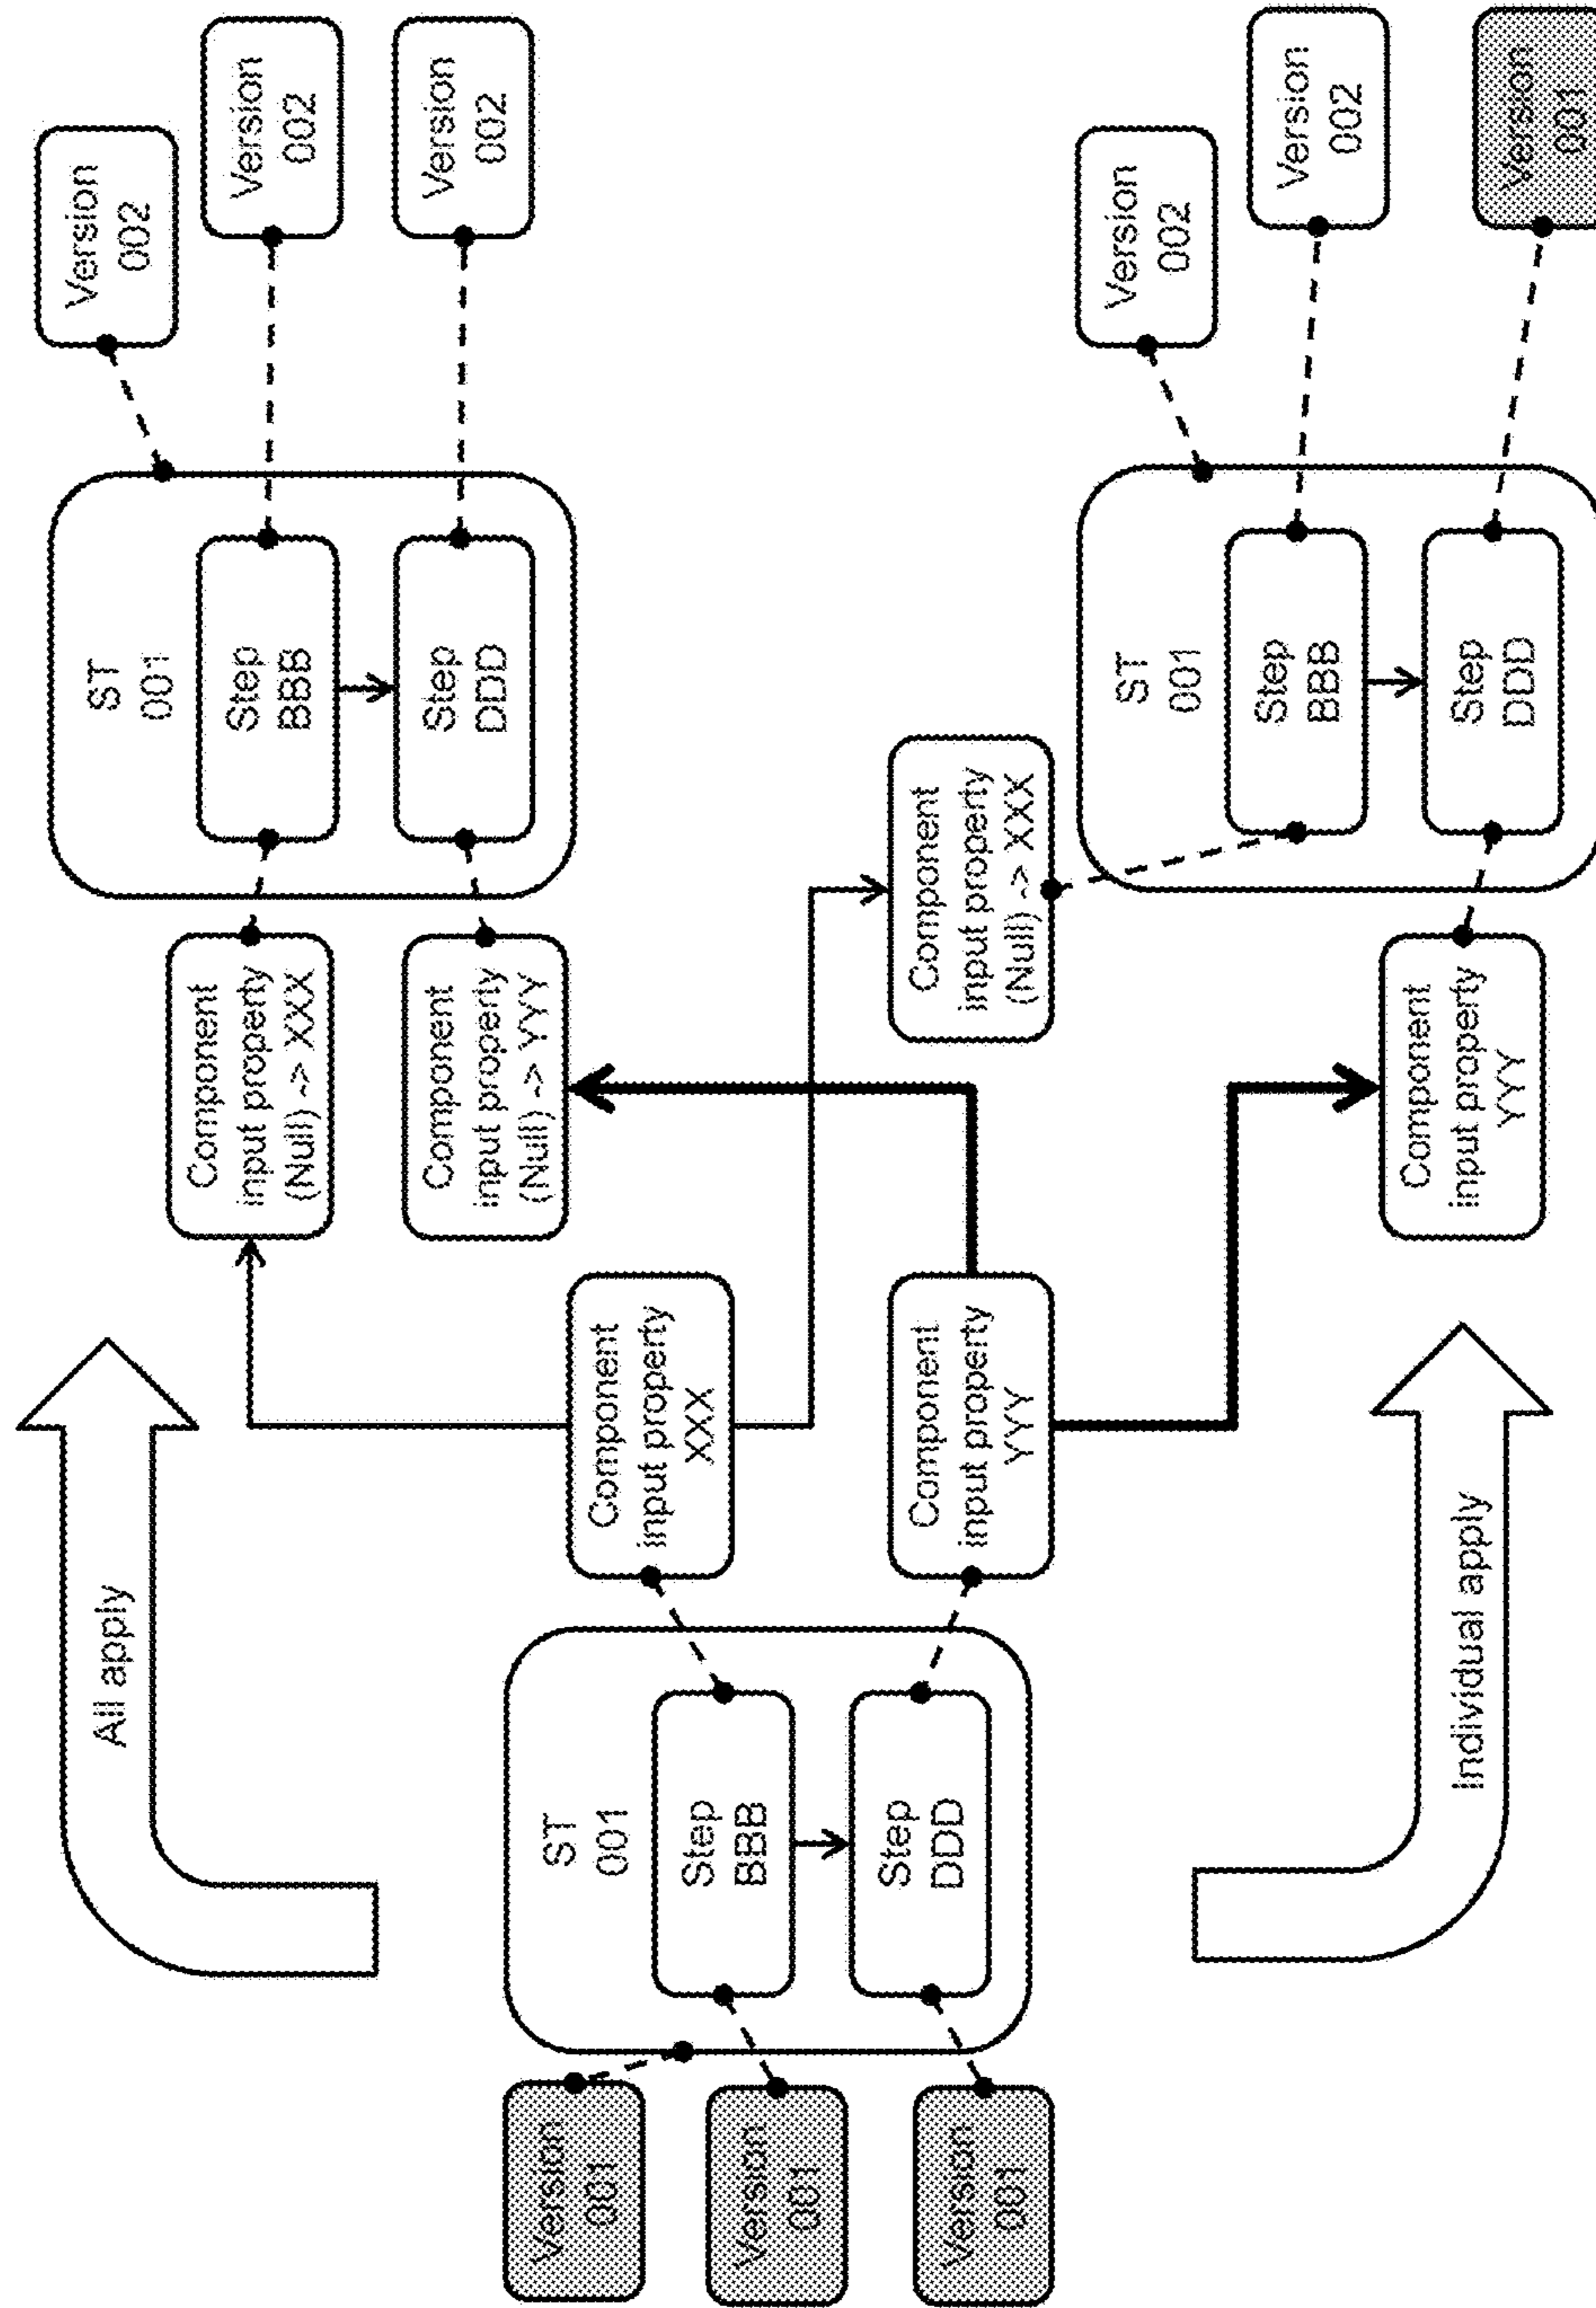 All apply
Version
001
Version
001
Version
001
ST
001
Step
BBB
Step
DDD
Component
input property
XXX
Component
input property
YYY
Component
input property
(Null) -> XXX
Component
input property
(Null) -> YYY
ST
001
Step
BBB
Step
DDD
Version
002
Version
002
Version
002
Individual apply
Component
input property
(Null) -> XXX
Component
input property
YYY
ST
001
Step
BBB
Step
DDD
Version
002
Version
002
Version
001